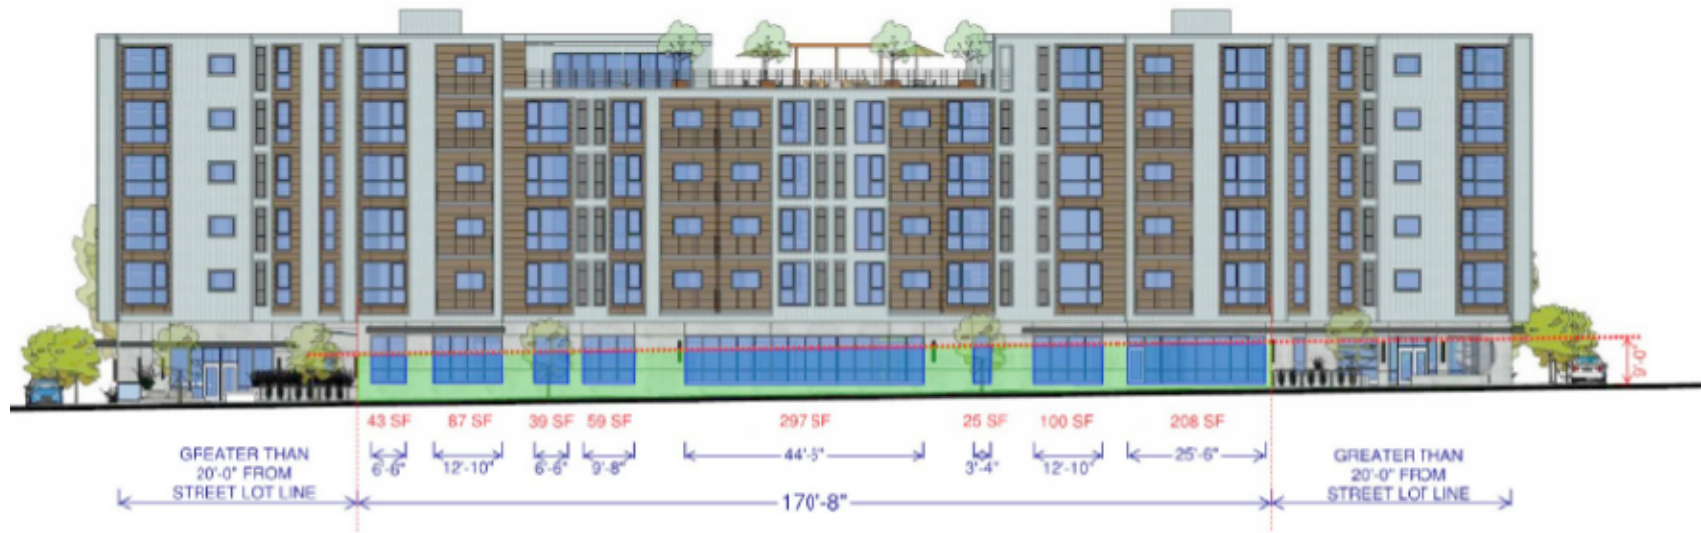 9'-0"
43 SF 87 SF 39 SF 59 SF 297 SF 25 SF 100 SF 208 SF
6'-6" 12'-10" 6'-6" 9'-8" 44'-5" 3'-4" 12'-10" 25'-6"
GREATER THAN
20'-0" FROM
STREET LOT LINE
170'-8"
GREATER THAN
20'-0" FROM
STREET LOT LINE